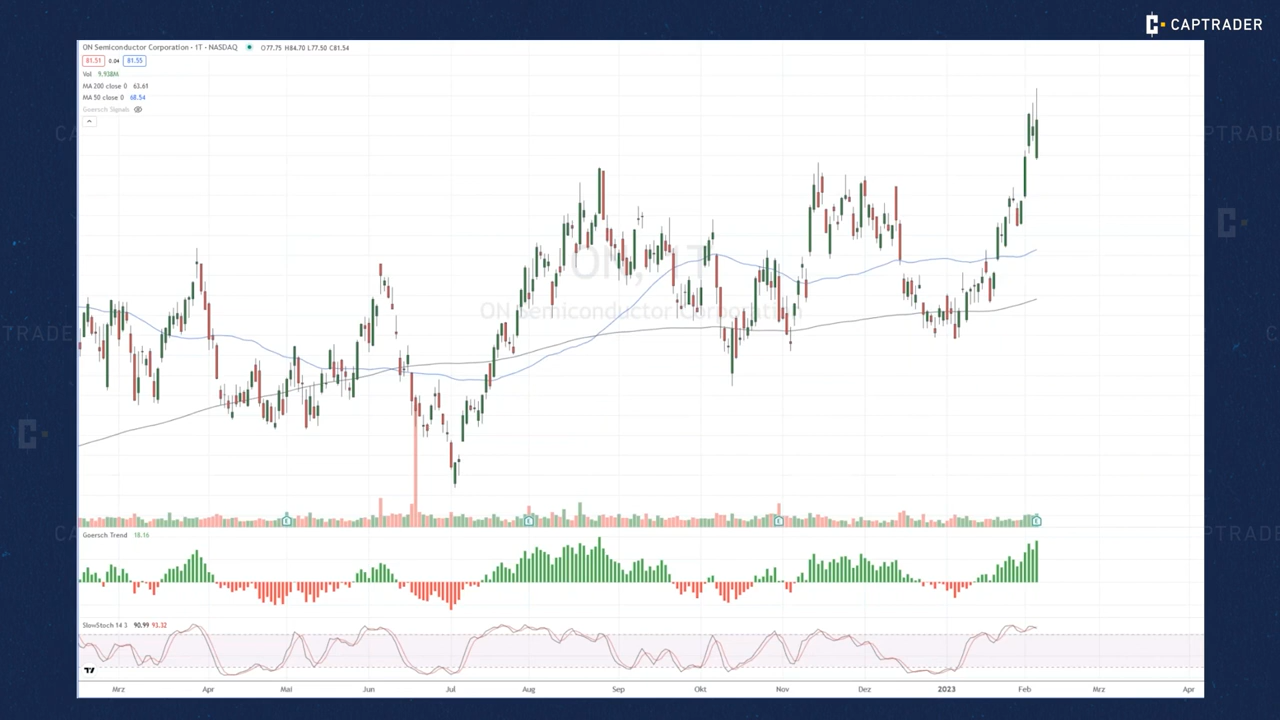 CAPTRADER
ON Semiconductor Corporation - 1T - NASDAQ O77.75 H84.70 L77.50 C81.54
81.51 0.04 81.55
Vol 9.938M
MA 200 close 0 63.61
MA 50 close 0 68.54
Goersch Signals
ON, 1T
ON Semiconductor Corporation
Goersch Trend 18.16
SlowStoch 14 3 90.99 93.32
Mrz Apr Mai Jun Jul Aug Sep Okt Nov Dez 2023 Feb Mrz Apr